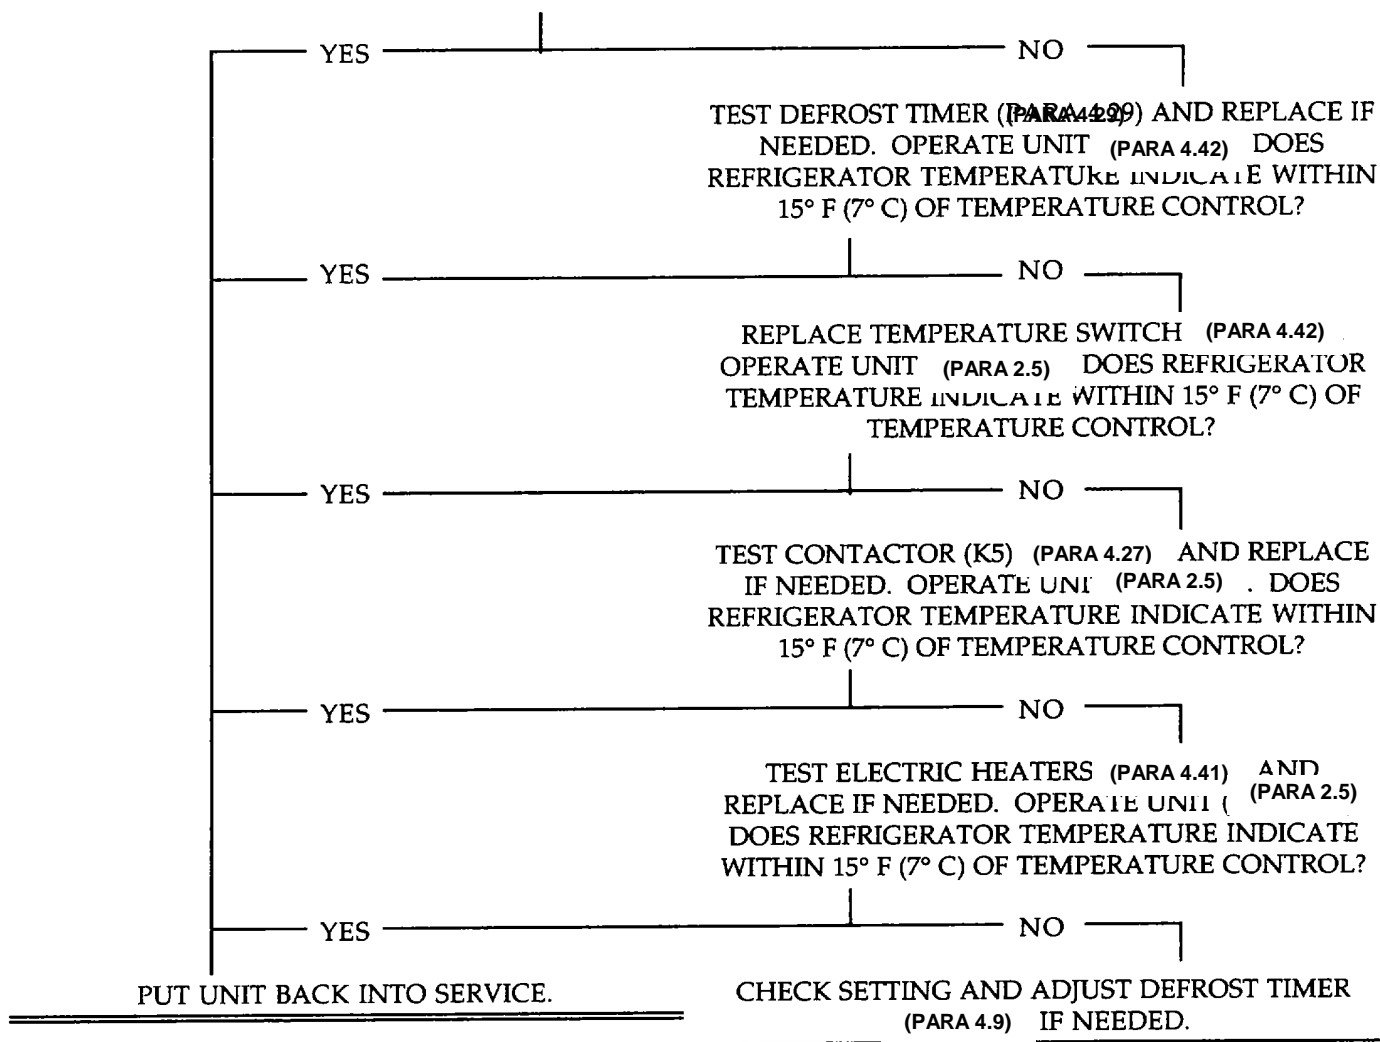 YES NO
TEST DEFROST TIMER (PARA 4.29) AND REPLACE IF
NEEDED. OPERATE UNIT (PARA 4.42) DOES
REFRIGERATOR TEMPERATURE INDICATE WITHIN
15° F (7° C) OF TEMPERATURE CONTROL?
YES NO
REPLACE TEMPERATURE SWITCH (PARA 4.42)
OPERATE UNIT (PARA 2.5) DOES REFRIGERATOR
TEMPERATURE INDICATE WITHIN 15° F (7° C) OF
TEMPERATURE CONTROL?
YES NO
TEST CONTACTOR (K5) (PARA 4.27) AND REPLACE
IF NEEDED. OPERATE UNI (PARA 2.5) . DOES
REFRIGERATOR TEMPERATURE INDICATE WITHIN
15° F (7° C) OF TEMPERATURE CONTROL?
YES NO
TEST ELECTRIC HEATERS (PARA 4.41) AND
REPLACE IF NEEDED. OPERATE UNIT ( (PARA 2.5)
DOES REFRIGERATOR TEMPERATURE INDICATE
WITHIN 15° F (7° C) OF TEMPERATURE CONTROL?
YES NO
PUT UNIT BACK INTO SERVICE.
CHECK SETTING AND ADJUST DEFROST TIMER
(PARA 4.9) IF NEEDED.